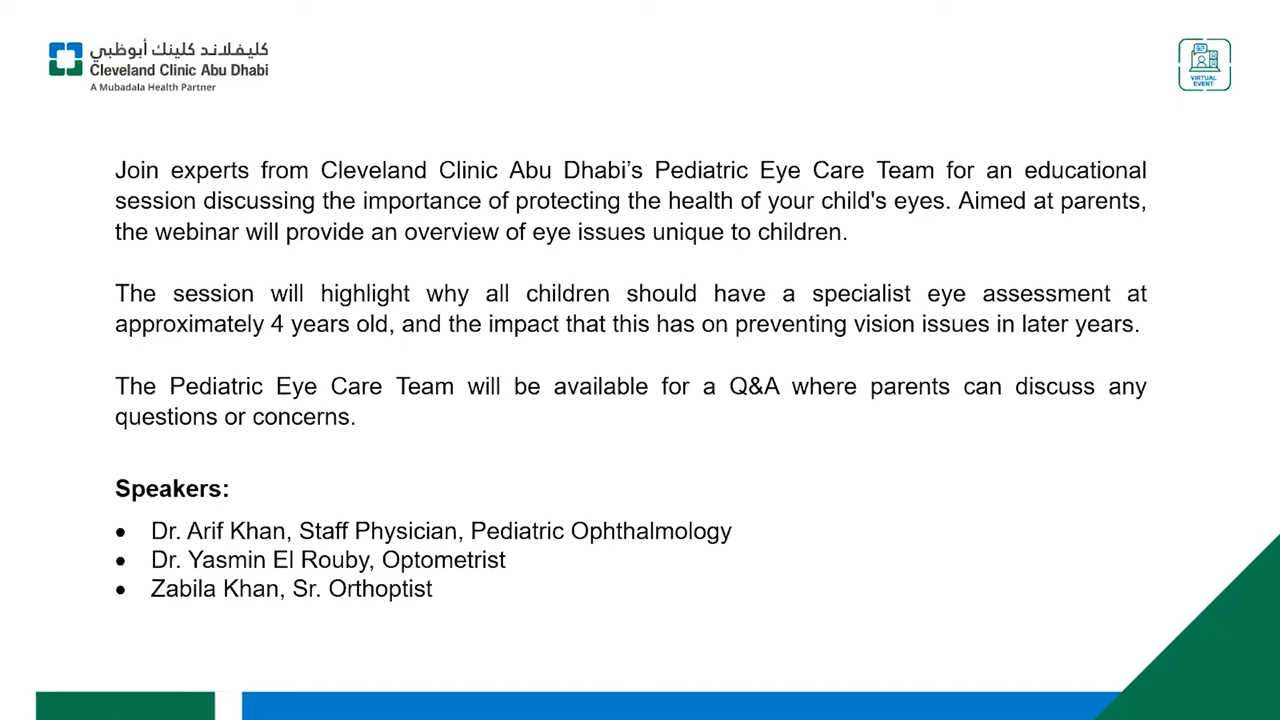 كليفلاند كلينك أبوظبي
Cleveland Clinic Abu Dhabi
A Mubadala Health Partner
VIRTUAL
EVENT
Join experts from Cleveland Clinic Abu Dhabi’s Pediatric Eye Care Team for an educational
session discussing the importance of protecting the health of your child's eyes. Aimed at parents,
the webinar will provide an overview of eye issues unique to children.
The session will highlight why all children should have a specialist eye assessment at
approximately 4 years old, and the impact that this has on preventing vision issues in later years.
The Pediatric Eye Care Team will be available for a Q&A where parents can discuss any
questions or concerns.
Speakers:
• Dr. Arif Khan, Staff Physician, Pediatric Ophthalmology
• Dr. Yasmin El Rouby, Optometrist
• Zabila Khan, Sr. Orthoptist